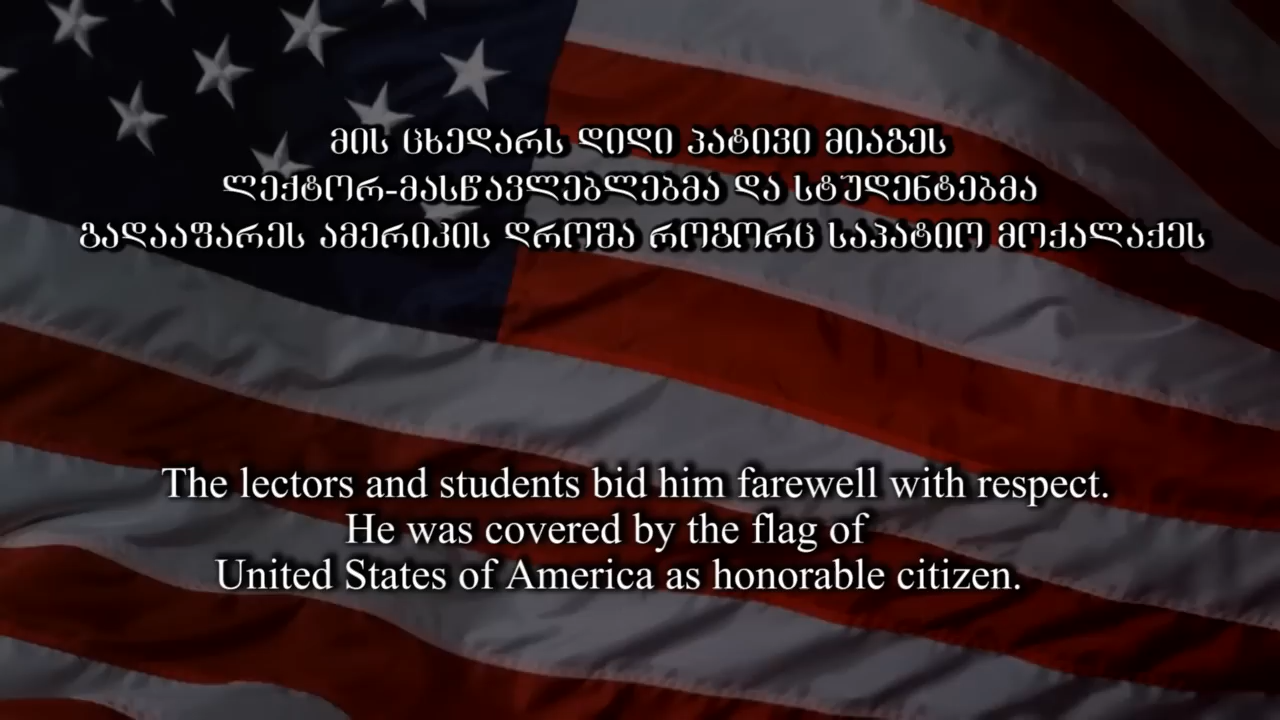 მის ცხედარს დიდი პატივი მიაგეს
ლექტორ-მასწავლებლებმა და სტუდენტებმა
გადააფარეს ამერიკის დროშა როგორც საპატიო მოქალაქეს
The lectors and students bid him farewell with respect.
He was covered by the flag of
United States of America as honorable citizen.